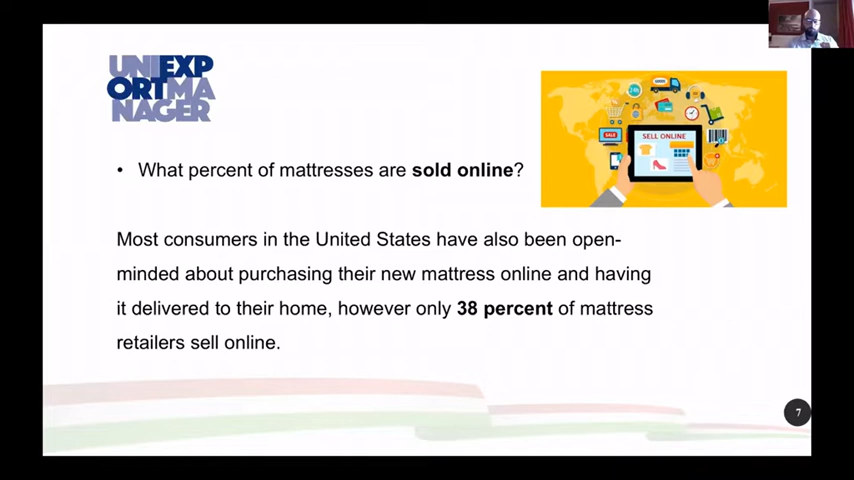 UNIEXP
ORTMA
NAGER
24h
SALE
SELL ONLINE
• What percent of mattresses are sold online?
Most consumers in the United States have also been open-
minded about purchasing their new mattress online and having
it delivered to their home, however only 38 percent of mattress
retailers sell online.
7